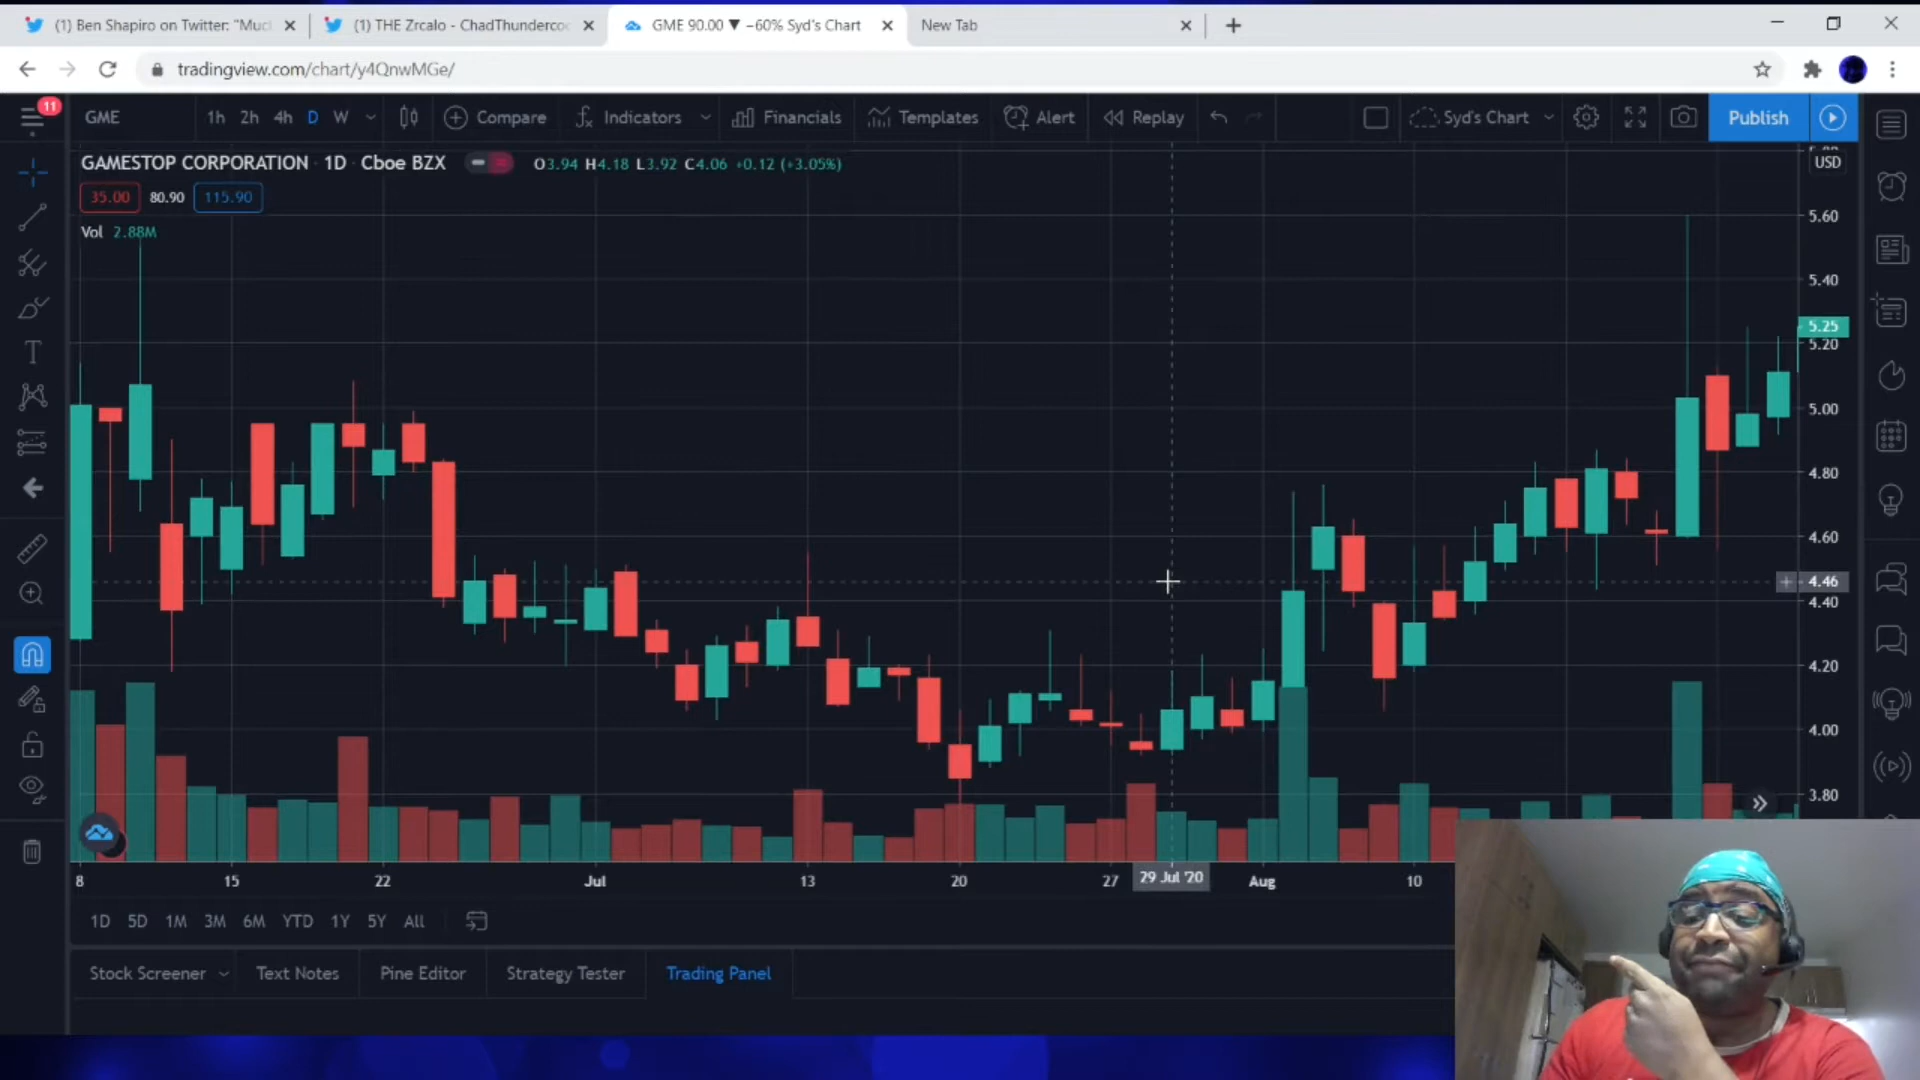 (1) Ben Shapiro on Twitter: "Muc
(1) THE Zrcalo - ChadThunderco
GME 90.00 ▼ −60% Syd's Chart
New Tab
tradingview.com/chart/y4QnwMGe/
11
GME
1h 2h 4h D W
Compare
Indicators
Financials
Templates
Alert
Replay
Syd's Chart
Publish
GAMESTOP CORPORATION · 1D · Cboe BZX
O3.94 H4.18 L3.92 C4.06 +0.12 (+3.05%)
USD
35.00 80.90 115.90
Vol 2.88M
5.60
5.40
5.25
5.20
5.00
4.80
4.60
4.46
4.40
4.20
4.00
3.80
8 15 22 Jul 13 20 27 29 Jul '20 Aug 10
1D 5D 1M 3M 6M YTD 1Y 5Y All
Stock Screener
Text Notes
Pine Editor
Strategy Tester
Trading Panel